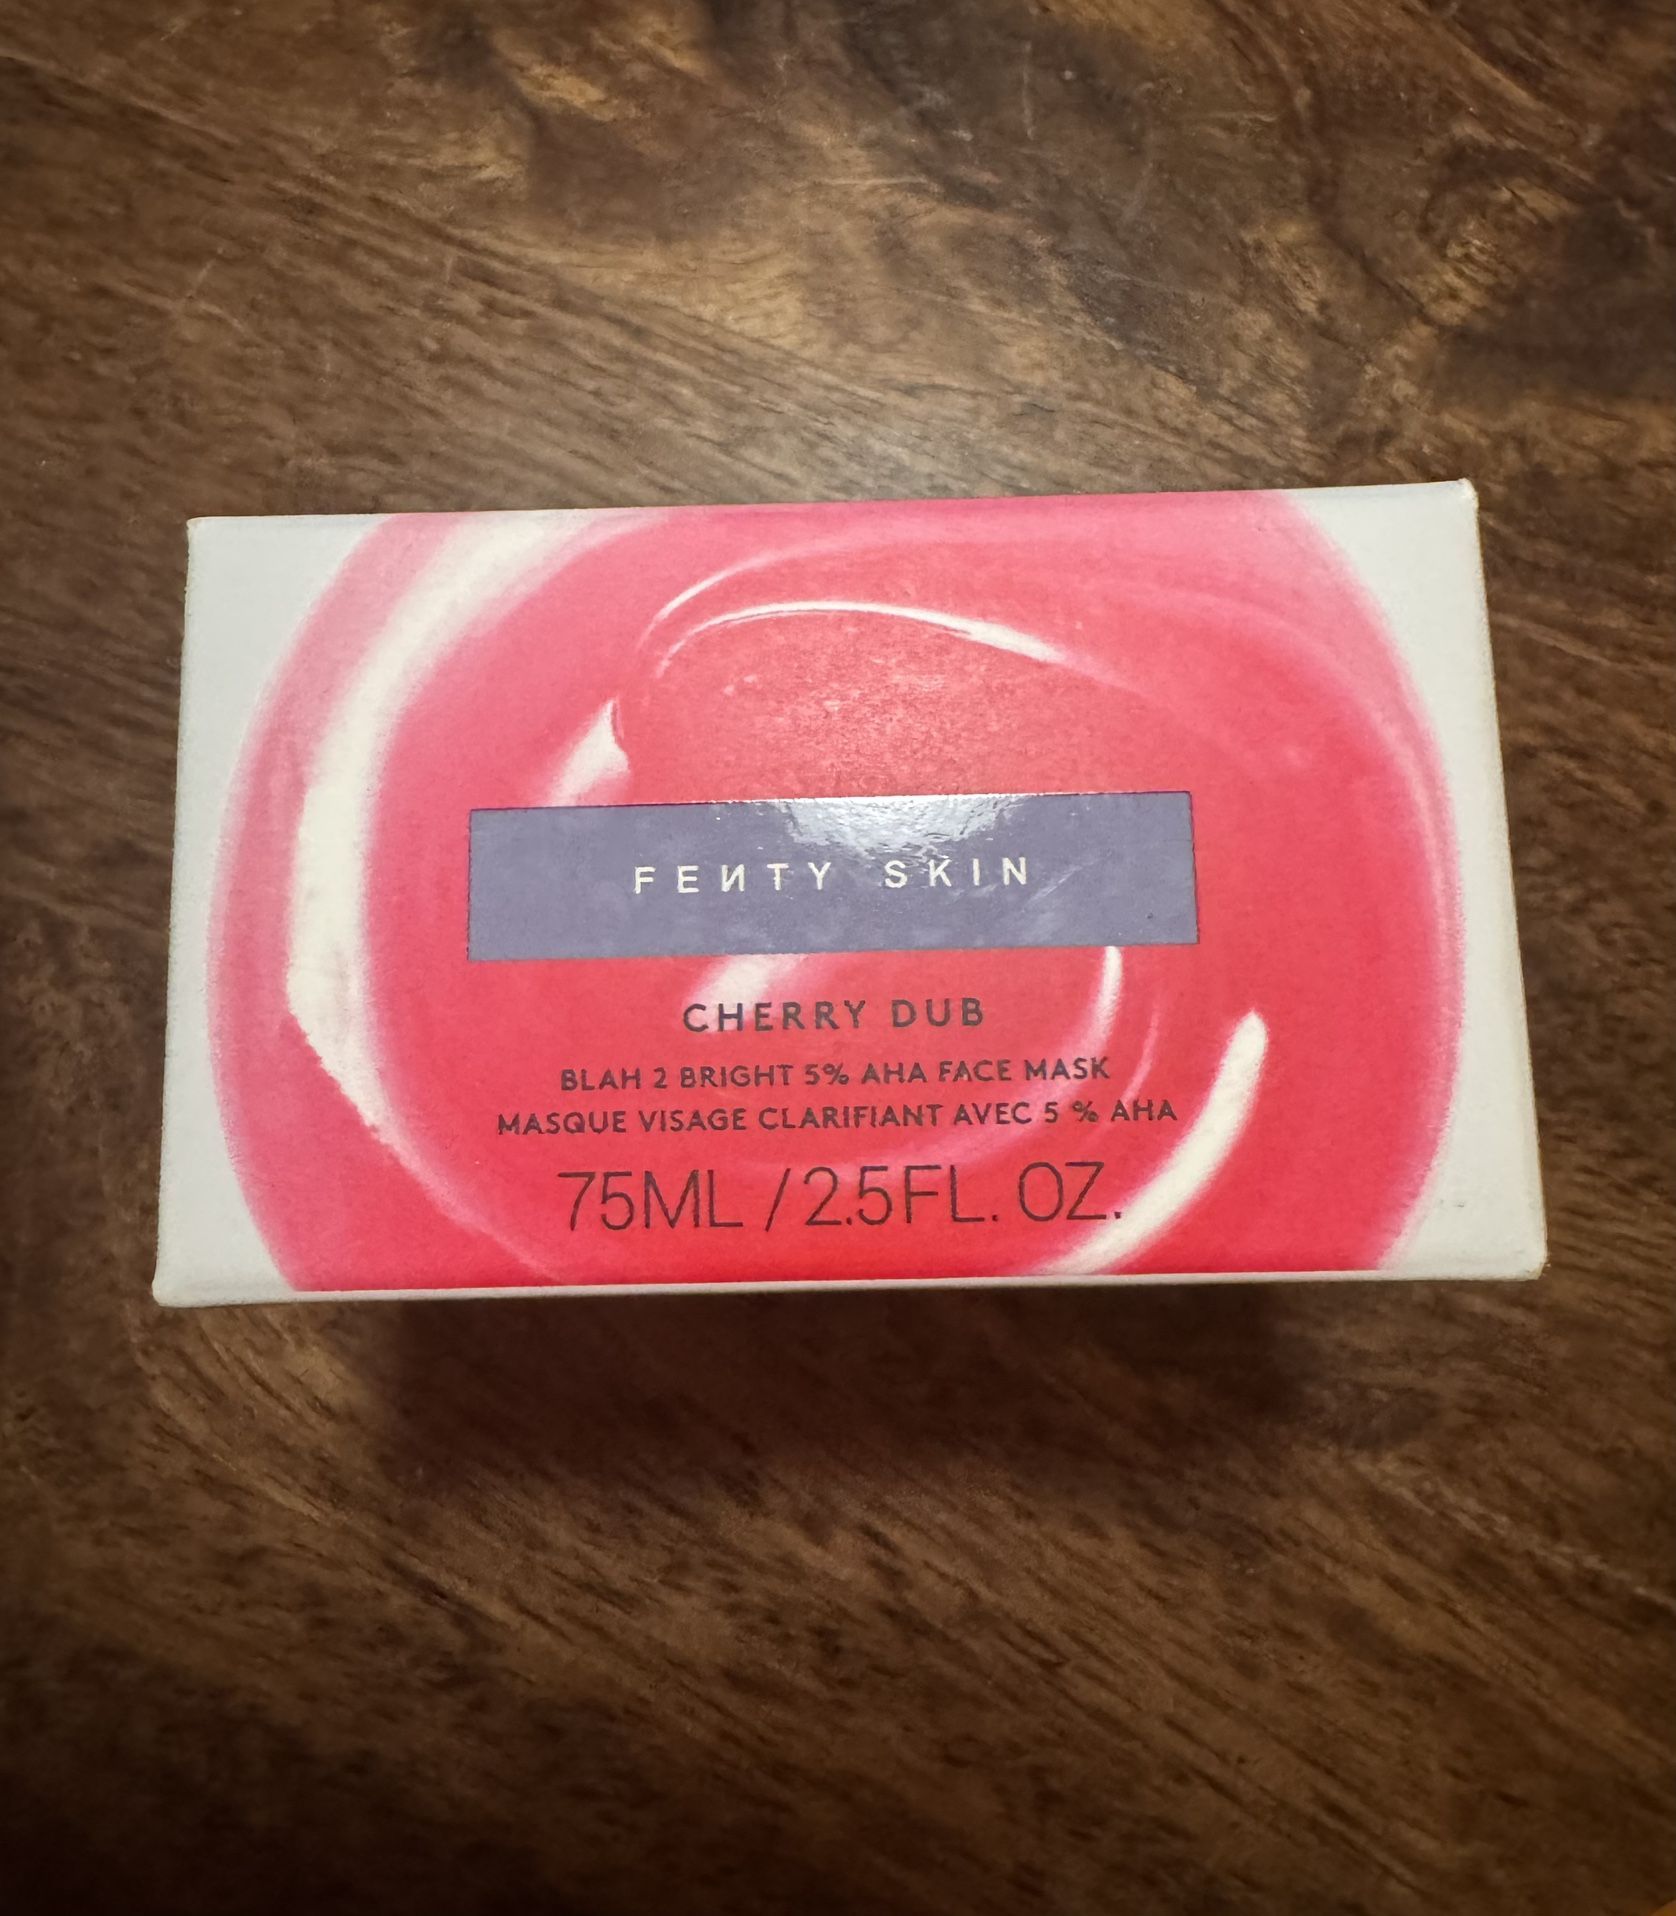 FEИTY SKIN
CHERRY DUB
BLAH 2 BRIGHT 5% AHA FACE MASK
MASQUE VISAGE CLARIFIANT AVEC 5 % AHA
75ML / 2.5FL. OZ.